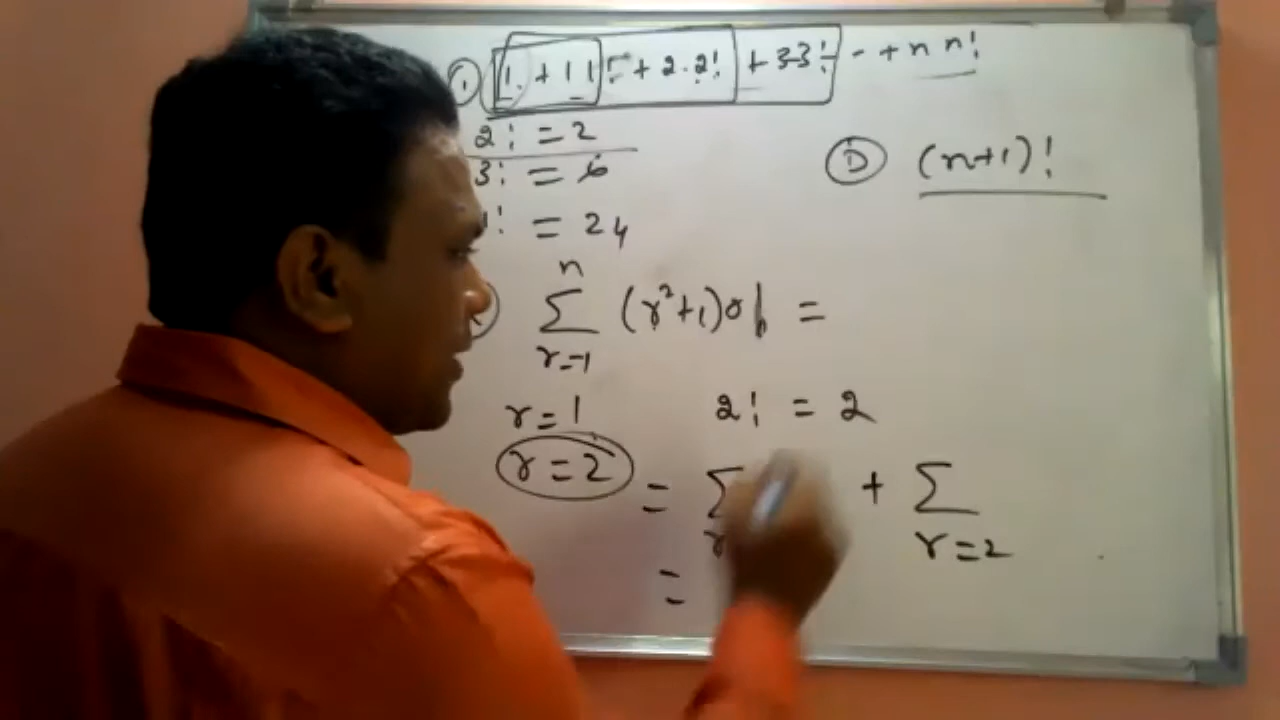 ① 1! + 1 1! + 2.2! + 3 3! - + n n!
2! = 2
3! = 6
Ⓓ (n+1)!
! = 24
n
∑ (r²+1) r! =
r=1
r = 1 2! = 2
r = 2 = ∑ + ∑
r = 2
=